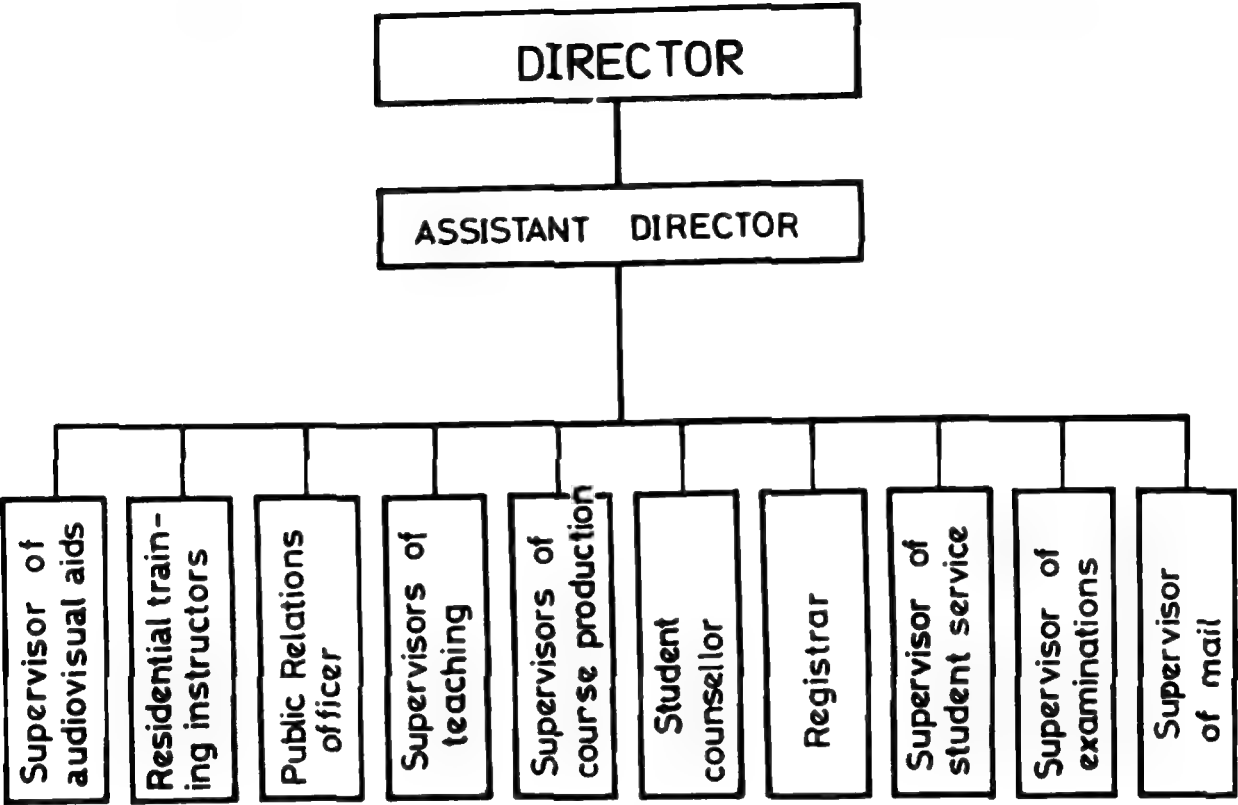 DIRECTOR
ASSISTANT DIRECTOR
Supervisor of
audiovisual aids
Residential train-
ing instructors
Public Relations
officer
Supervisors of
teaching
Supervisors of
course production
Student
counsellor
Registrar
Supervisor of
student service
Supervisor of
examinations
Supervisor
of mail